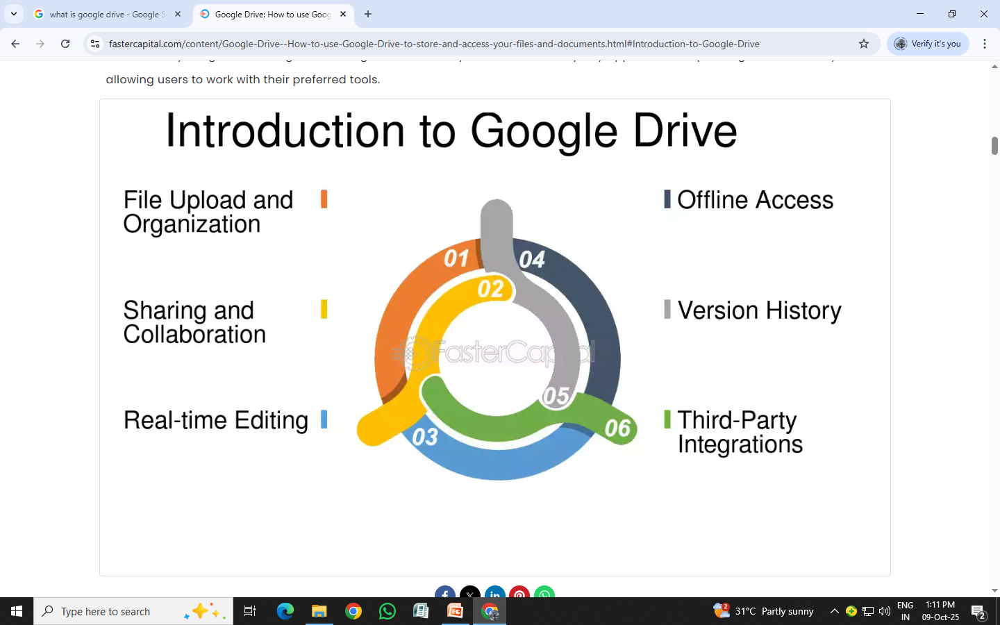 what is google drive - Google S
Google Drive: How to use Goog
fastercapital.com/content/Google-Drive--How-to-use-Google-Drive-to-store-and-access-your-files-and-documents.html#Introduction-to-Google-Drive
Verify it's you
allowing users to work with their preferred tools.
Introduction to Google Drive
File Upload and
Organization
Sharing and
Collaboration
Real-time Editing
01
02
03
04
05
06
FasterCapital
Offline Access
Version History
Third-Party
Integrations
Type here to search
2
31°C Partly sunny
ENG
IN
1:11 PM
09-Oct-25
2